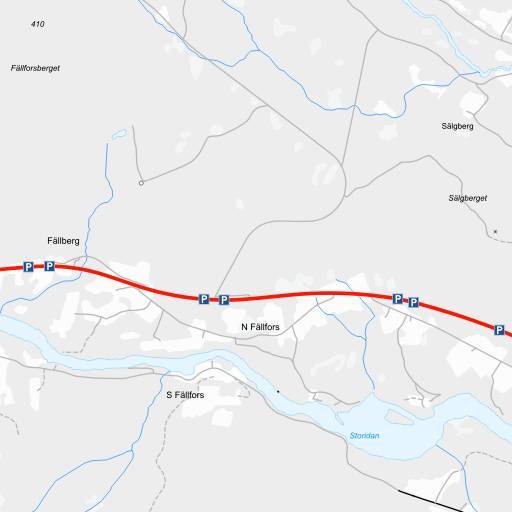 410
Fällforsberget
Sälgberg
Sälgberget
Fällberg
P P
P P
P P
N Fällfors
P
S Fällfors
Storidan